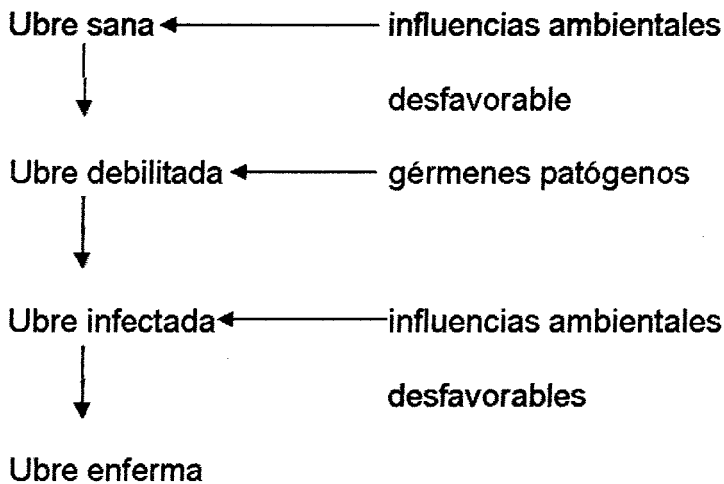 Ubre sana influencias ambientales
desfavorable
Ubre debilitada gérmenes patógenos
Ubre infectada influencias ambientales
desfavorables
Ubre enferma